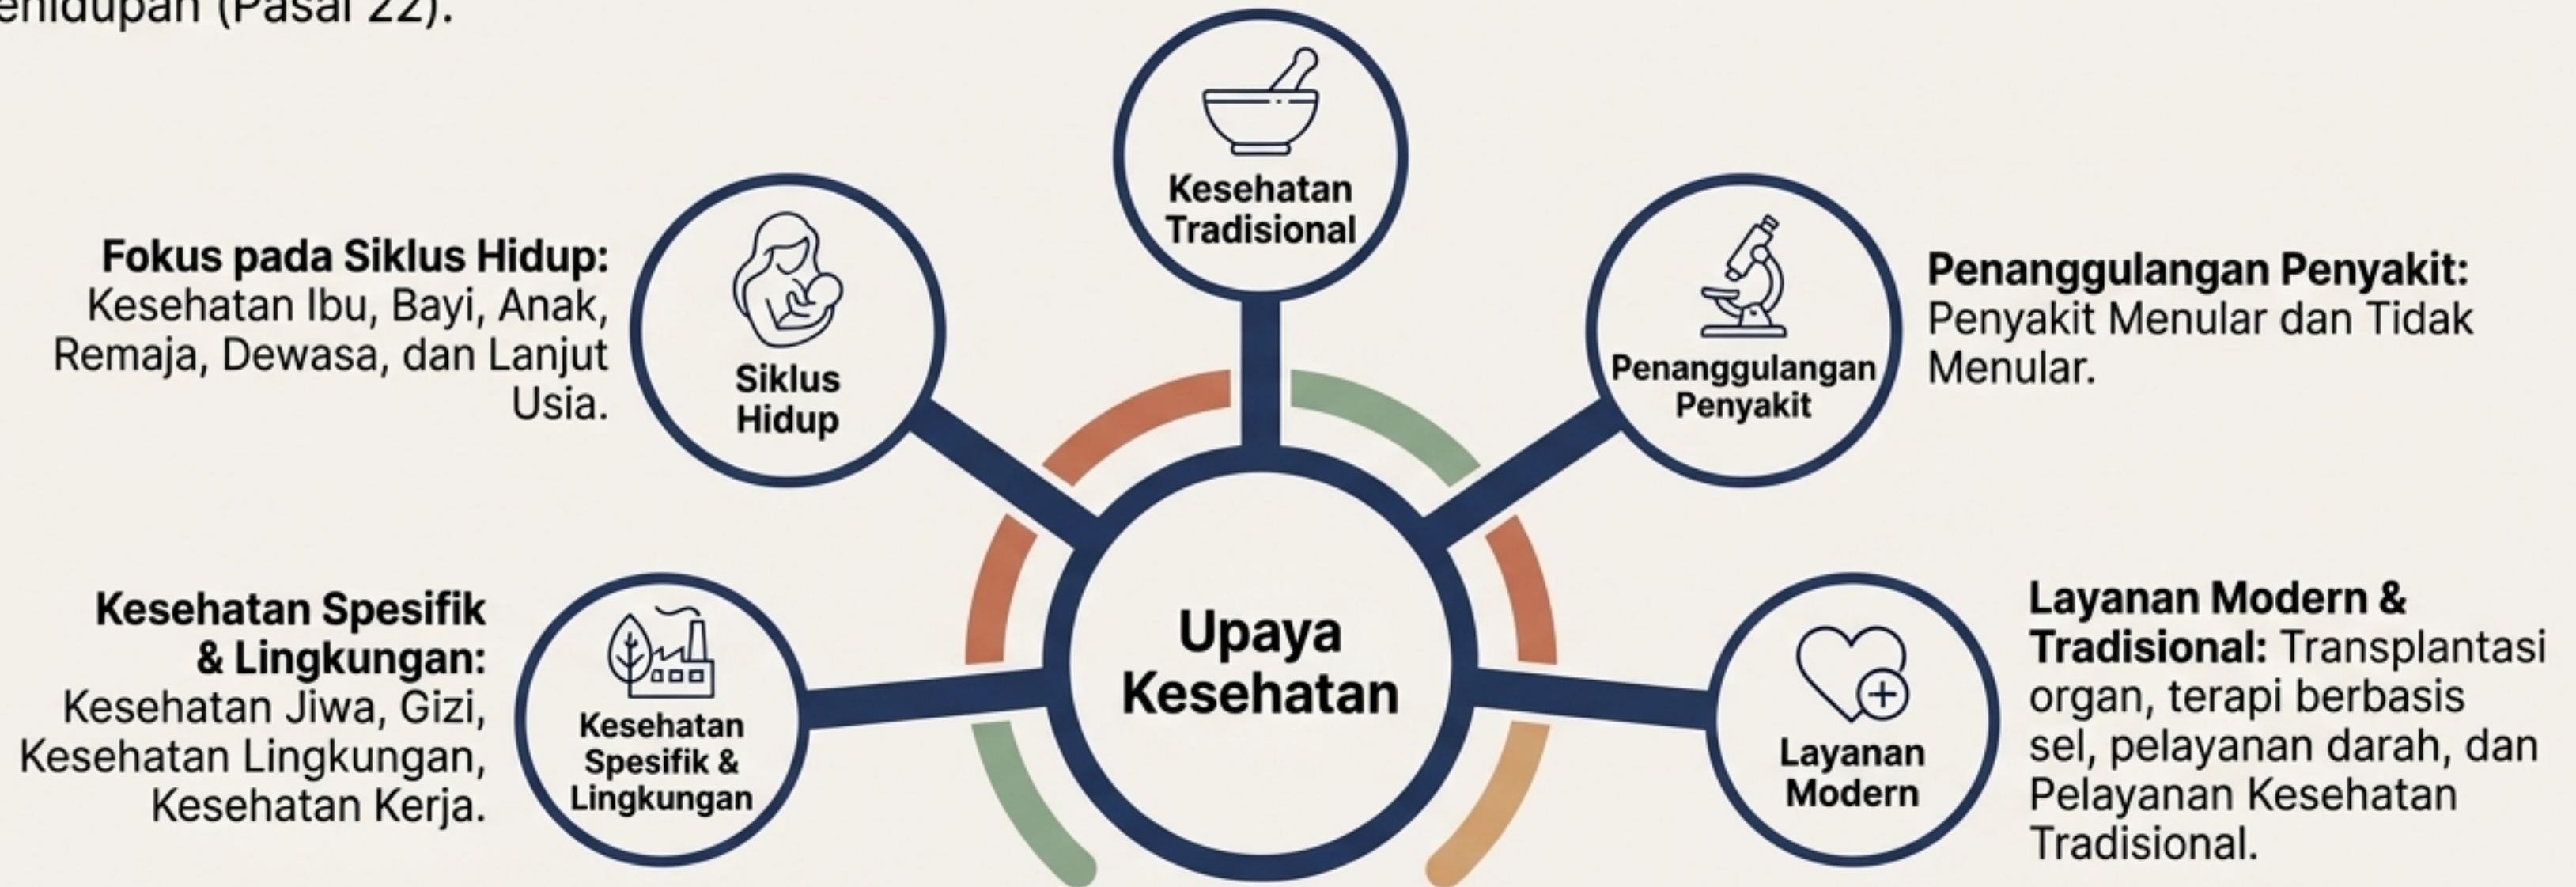 (Pasal 22).
Kesehatan
Tradisional
Fokus pada Siklus Hidup:
Kesehatan Ibu, Bayi, Anak,
Remaja, Dewasa, dan Lanjut
Usia.
Siklus
Hidup
Penanggulangan
Penyakit
Penanggulangan Penyakit:
Penyakit Menular dan Tidak
Menular.
Kesehatan Spesifik
& Lingkungan:
Kesehatan Jiwa, Gizi,
Kesehatan Lingkungan,
Kesehatan Kerja.
Kesehatan
Spesifik &
Lingkungan
Upaya
Kesehatan
Layanan
Modern
Layanan Modern &
Tradisional: Transplantasi
organ, terapi berbasis
sel, pelayanan darah, dan
Pelayanan Kesehatan
Tradisional.